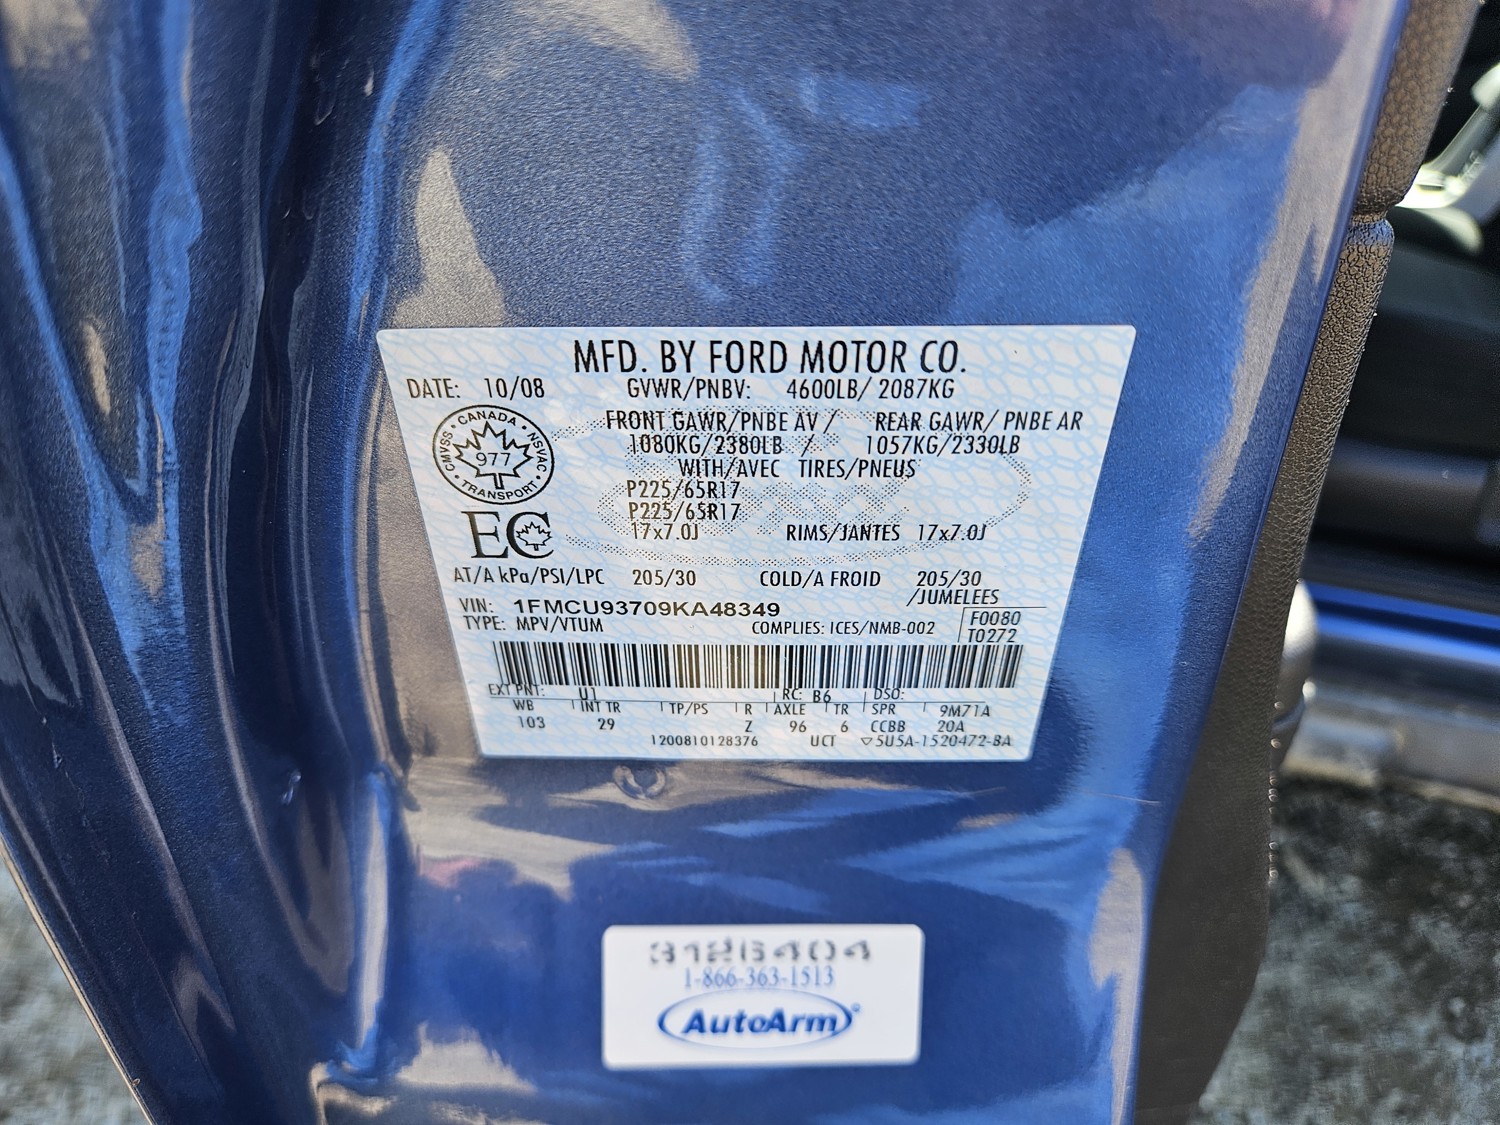 MFD. BY FORD MOTOR CO.
DATE: 10/08 GVWR/PNBV: 4600LB/ 2087KG
FRONT GAWR/PNBE AV / REAR GAWR/ PNBE AR
1080KG/2380LB / 1057KG/2330LB
WITH/AVEC TIRES/PNEUS
P225/65R17
P225/65R17
17x7.0J RIMS/JANTES 17x7.0J
CANADA
CMVSS 977 NSVAC
TRANSPORT
EC
AT/A kPa/PSI/LPC 205/30 COLD/A FROID 205/30
/JUMELEES
VIN: 1FMCU93709KA48349
TYPE: MPV/VTUM COMPLIES: ICES/NMB-002
F0080
T0272
EXT PNT: U1 RC: B6 DSO:
WB INT TR TP/PS R AXLE TR SPR 9M71A
103 29 Z 96 6 CCBB 20A
1200810128376 UCT ▽5U5A-1520472-BA
3126404
1-866-363-1513
AutoArm®